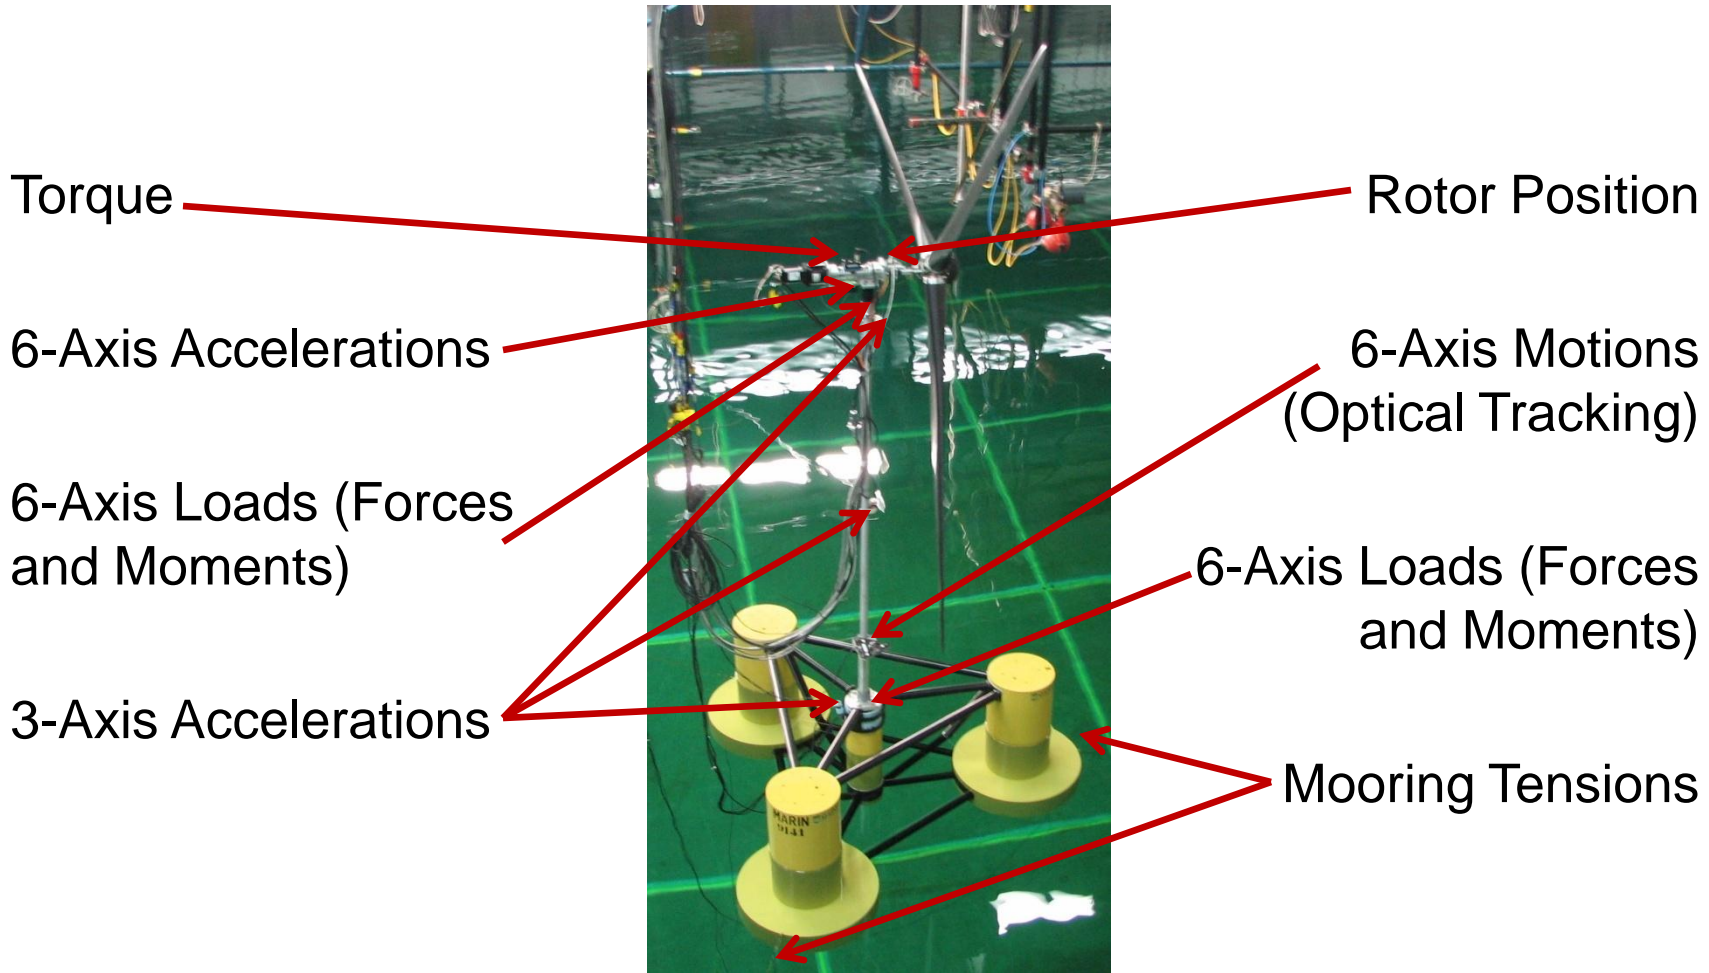 Torque
6-Axis Accelerations
6-Axis Loads (Forces
and Moments)
3-Axis Accelerations
Rotor Position
6-Axis Motions
(Optical Tracking)
6-Axis Loads (Forces
and Moments)
Mooring Tensions
MARIN
9141